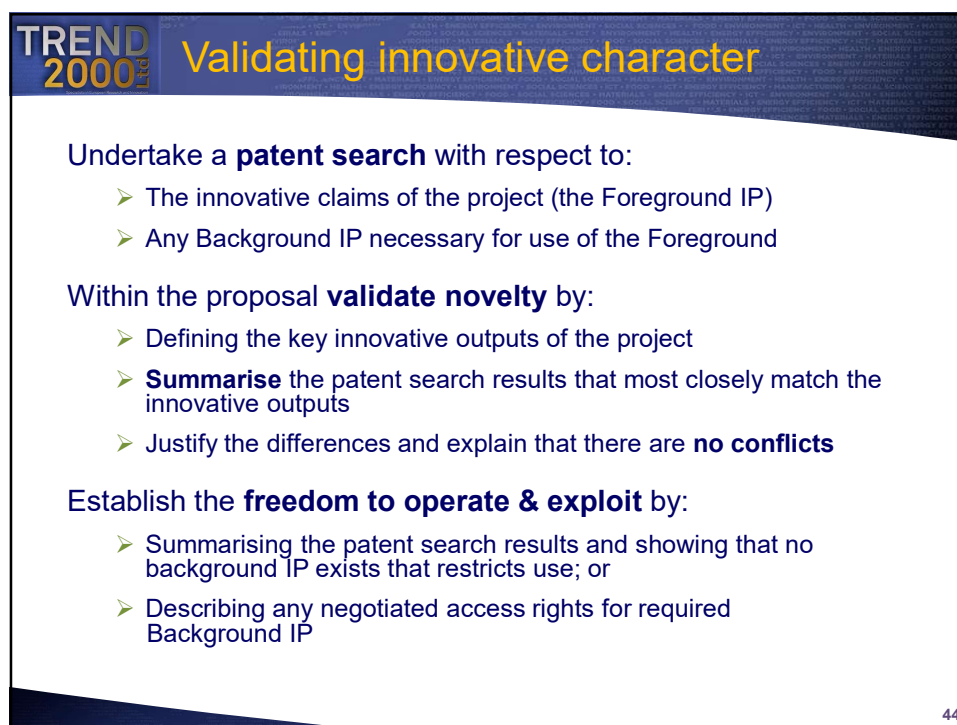 TREND
2000 Ltd
Validating innovative character
Undertake a patent search with respect to:
➢ The innovative claims of the project (the Foreground IP)
➢ Any Background IP necessary for use of the Foreground
Within the proposal validate novelty by:
➢ Defining the key innovative outputs of the project
➢ Summarise the patent search results that most closely match the
innovative outputs
➢ Justify the differences and explain that there are no conflicts
Establish the freedom to operate & exploit by:
➢ Summarising the patent search results and showing that no
background IP exists that restricts use; or
➢ Describing any negotiated access rights for required
Background IP
44